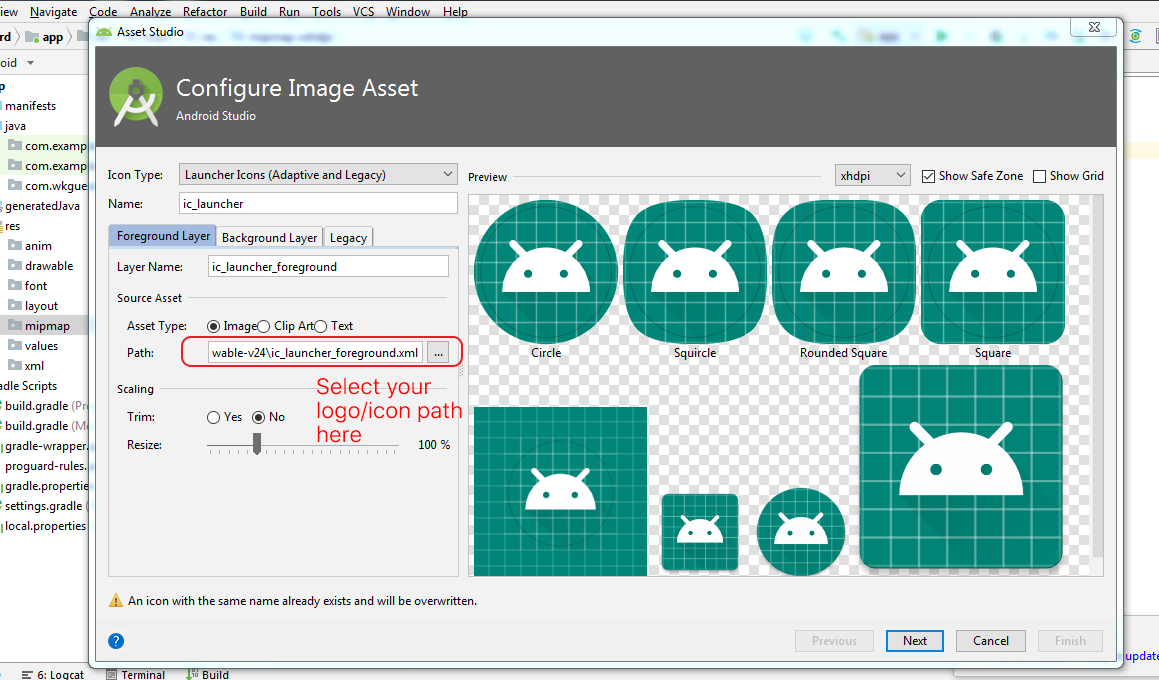 iew Navigate Code Analyze Refactor Build Run Tools VCS Window Help
rd app
Asset Studio
oid
Configure Image Asset
Android Studio
p
manifests
java
com.examp
com.examp
com.wkgue
generatedJava
res
anim
drawable
font
layout
mipmap
values
xml
adle Scripts
build.gradle (Pr
build.gradle (M
gradle-wrapper.
proguard-rules.
gradle.propertie
settings.gradle (
local.properties
Icon Type: Launcher Icons (Adaptive and Legacy)
Name: ic_launcher
Foreground Layer Background Layer Legacy
Layer Name: ic_launcher_foreground
Source Asset
Asset Type: Image Clip Art Text
Path: wable-v24\ic_launcher_foreground.xml ...
Scaling
Select your
logo/icon path
here
Trim: Yes No
Resize: 100 %
Preview xhdpi Show Safe Zone Show Grid
Circle Squircle Rounded Square Square
An icon with the same name already exists and will be overwritten.
? Previous Next Cancel Finish
update
6: Logcat Terminal Build